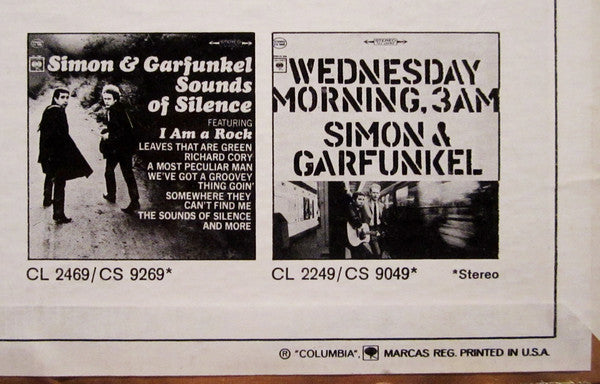 Simon & Garfunkel
Sounds
of Silence
FEATURING
I Am a Rock
LEAVES THAT ARE GREEN
RICHARD CORY
A MOST PECULIAR MAN
WE'VE GOT A GROOVEY
THING GOIN'
SOMEWHERE THEY
CAN'T FIND ME
THE SOUNDS OF SILENCE
AND MORE
CL 2469/CS 9269*
WEDNESDAY
MORNING, 3AM
SIMON &
GARFUNKEL
CL 2249/CS 9049*
*Stereo
® "COLUMBIA", MARCAS REG. PRINTED IN U.S.A.